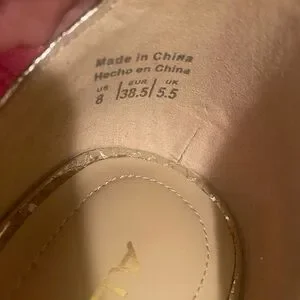 Made in China
Hecho en China
US EUR UK
8 38.5 5.5